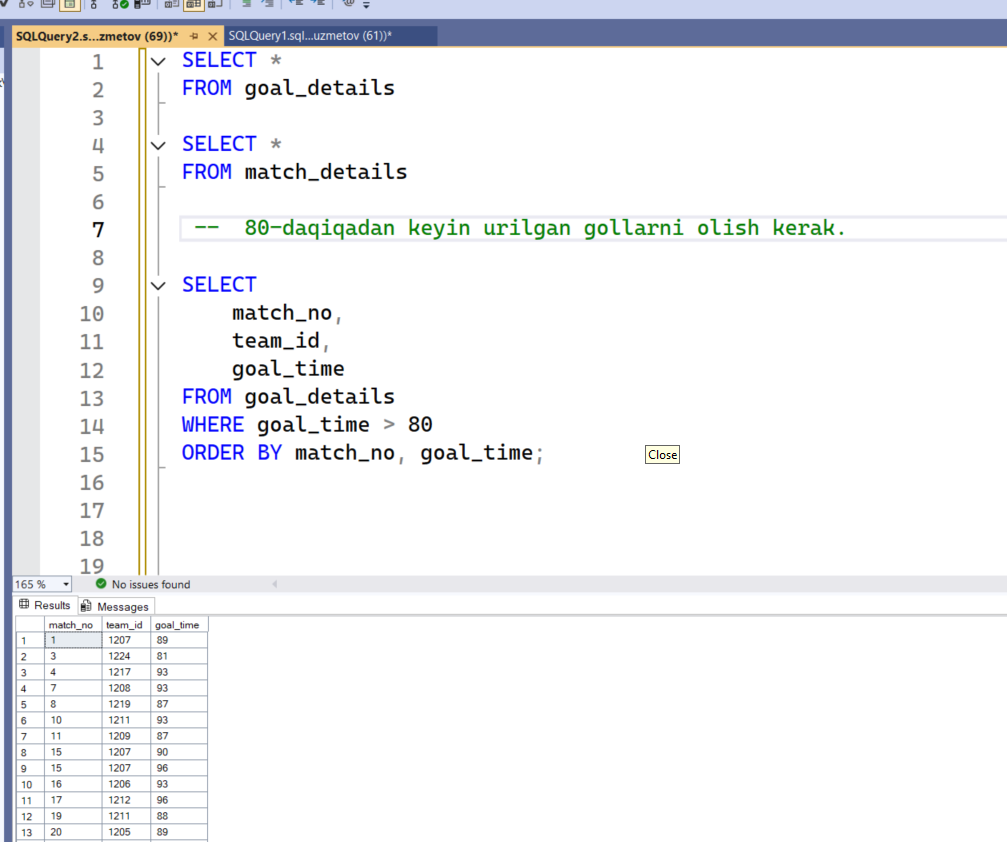 SQLQuery2.s...zmetov (69))*
SQLQuery1.sql...uzmetov (61))*
1 SELECT *
2 FROM goal_details
3
4 SELECT *
5 FROM match_details
6
7 -- 80-daqiqadan keyin urilgan gollarni olish kerak.
8
9 SELECT
10 match_no,
11 team_id,
12 goal_time
13 FROM goal_details
14 WHERE goal_time > 80
15 ORDER BY match_no, goal_time;
Close
16
17
18
19
165 % No issues found
Results Messages
match_no team_id goal_time
1 1 1207 89
2 3 1224 81
3 4 1217 93
4 7 1208 93
5 8 1219 87
6 10 1211 93
7 11 1209 87
8 15 1207 90
9 15 1207 96
10 16 1206 93
11 17 1212 96
12 19 1211 88
13 20 1205 89